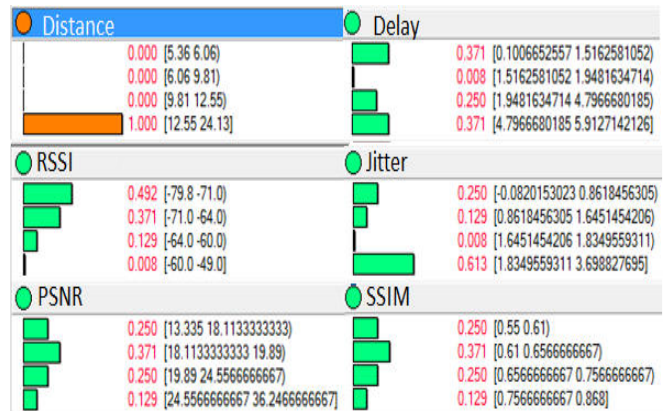 Distance
0.000 [5.36 6.06)
0.000 [6.06 9.81)
0.000 [9.81 12.55)
1.000 [12.55 24.13]
Delay
0.371 [0.1006652557 1.5162581052)
0.008 [1.5162581052 1.9481634714)
0.250 [1.9481634714 4.7966680185)
0.371 [4.7966680185 5.9127142126]
RSSI
0.492 [-79.8 -71.0)
0.371 [-71.0 -64.0)
0.129 [-64.0 -60.0)
0.008 [-60.0 -49.0]
Jitter
0.250 [-0.0820153023 0.8618456305)
0.129 [0.8618456305 1.6451454206)
0.008 [1.6451454206 1.8349559311)
0.613 [1.8349559311 3.698827695]
PSNR
0.250 [13.335 18.1133333333)
0.371 [18.1133333333 19.89)
0.250 [19.89 24.5566666667)
0.129 [24.5566666667 36.2466666667]
SSIM
0.250 [0.55 0.61)
0.371 [0.61 0.6566666667)
0.250 [0.6566666667 0.7566666667)
0.129 [0.7566666667 0.868]